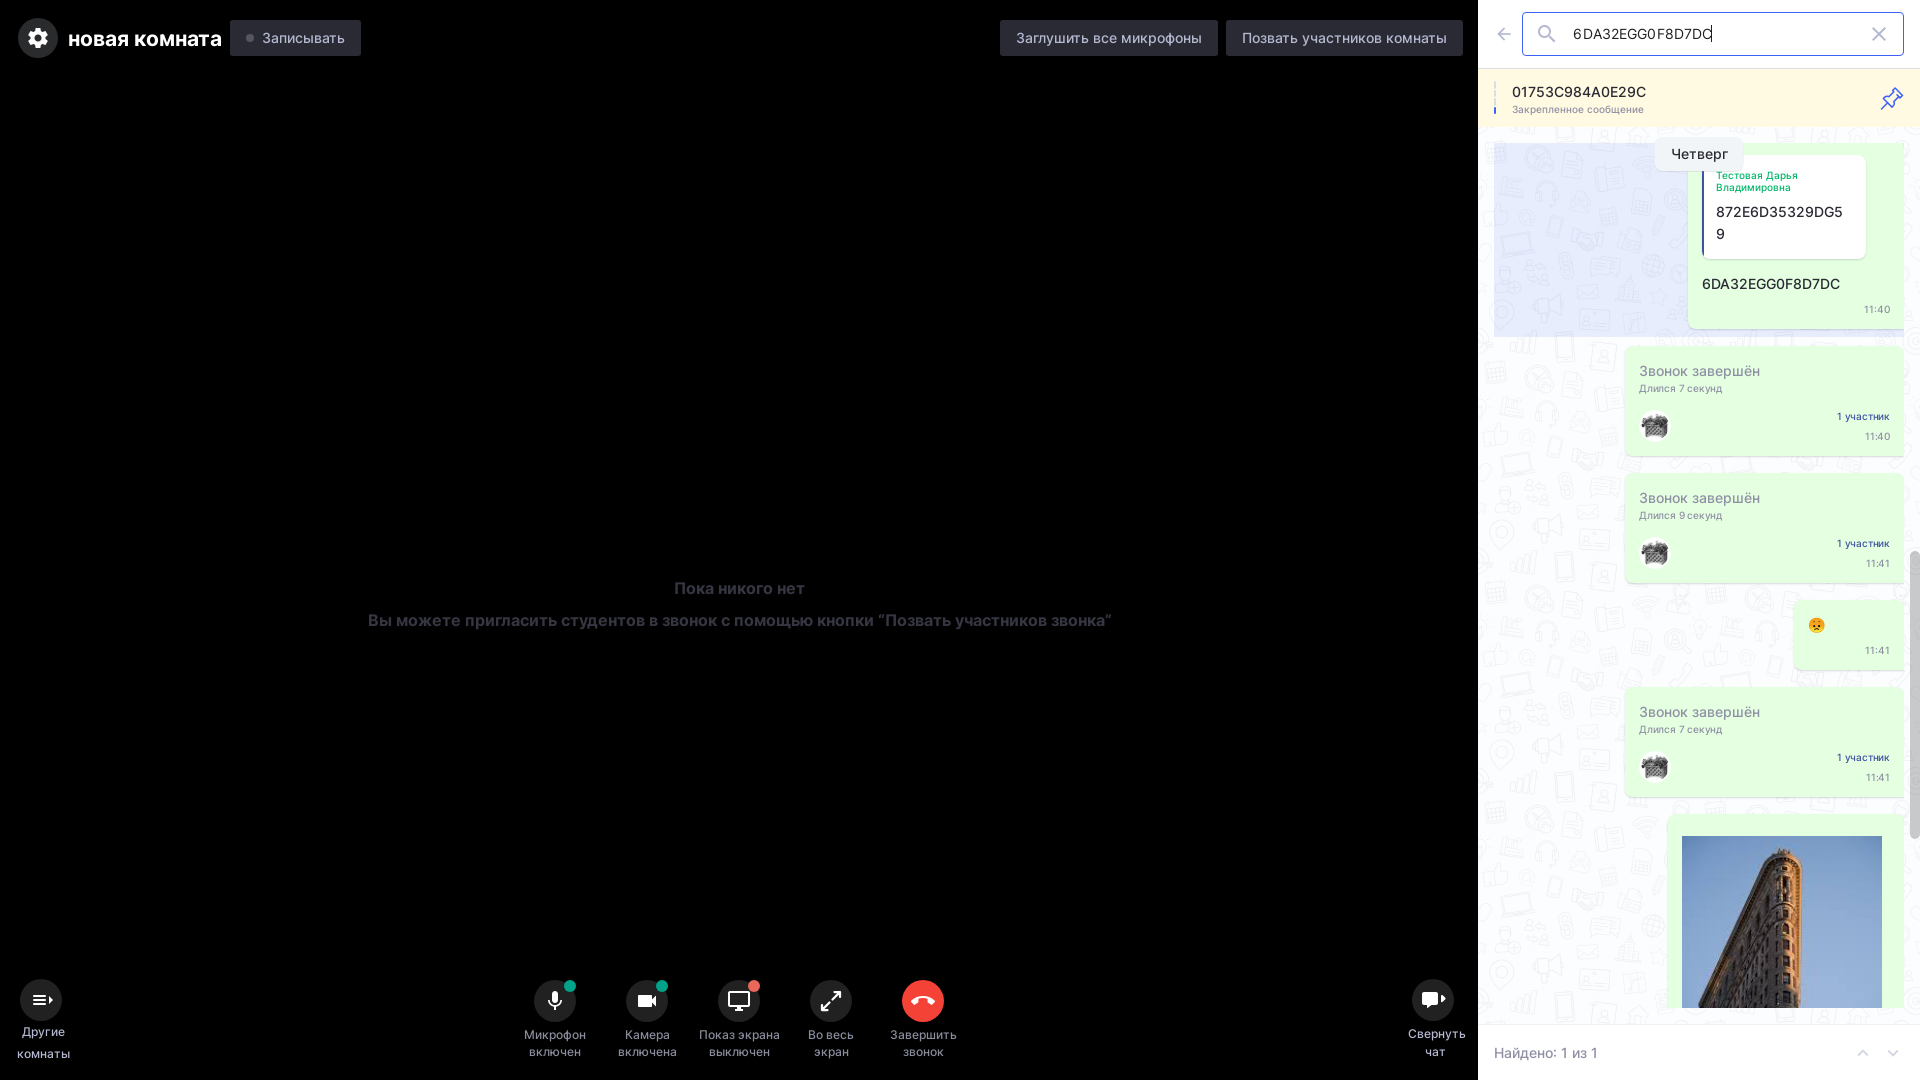 новая комната
Записывать
Заглушить все микрофоны
Позвать участников комнаты
6DA32EGG0F8D7DC
01753C984A0E29C
Закрепленное сообщение
Четверг
Тестовая Дарья
Владимировна
872E6D35329DG5
9
6DA32EGG0F8D7DC
11:40
Звонок завершён
Длился 7 секунд
1 участник
11:40
Звонок завершён
Длился 9 секунд
1 участник
11:41
11:41
Звонок завершён
Длился 7 секунд
1 участник
11:41
Пока никого нет
Вы можете пригласить студентов в звонок с помощью кнопки “Позвать участников звонка”
Другие
комнаты
Микрофон
включен
Камера
включена
Показ экрана
выключен
Во весь
экран
Завершить
звонок
Свернуть
чат
Найдено: 1 из 1